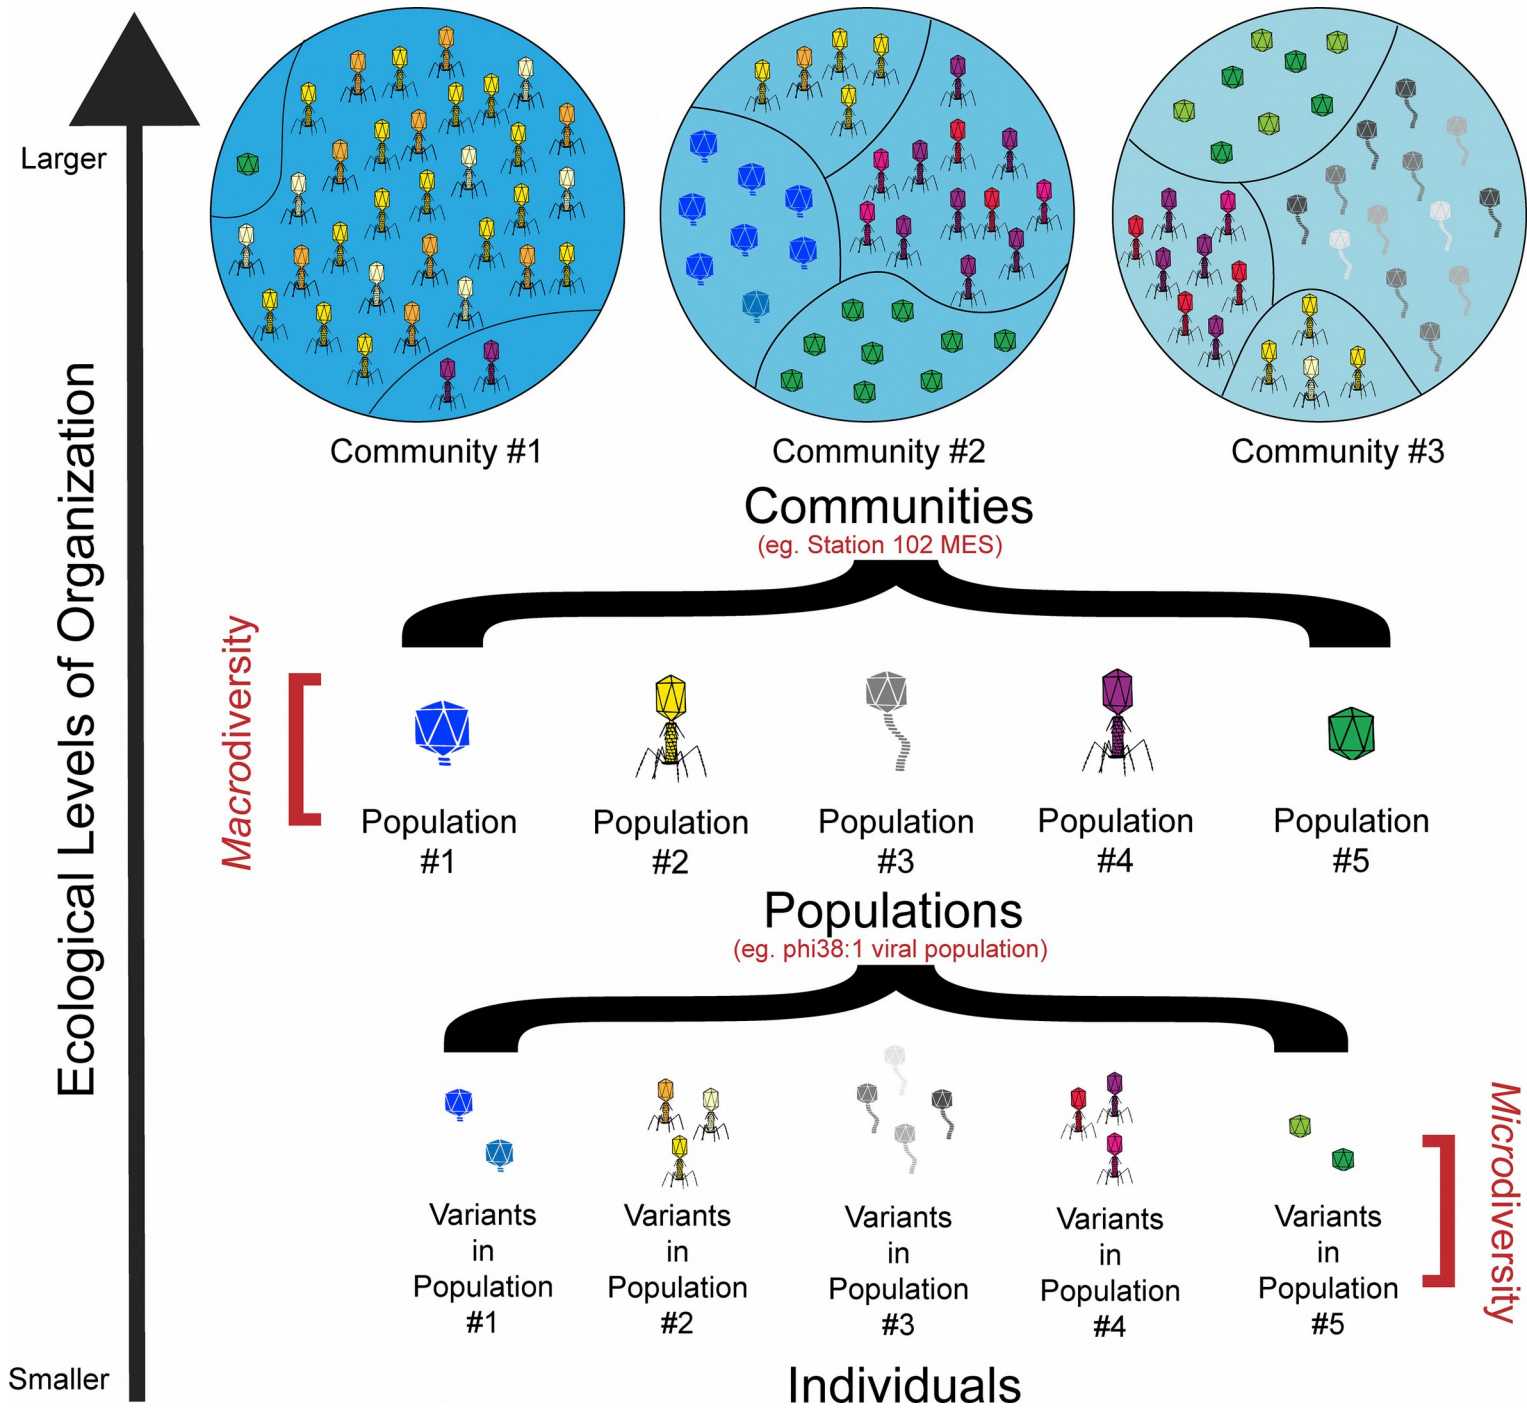 Larger
Community #1
Community #2
Community #3
Communities
(eg. Station 102 MES)
Ecological Levels of Organization
Macrodiversity
Population
#1
Population
#2
Population
#3
Population
#4
Population
#5
Populations
(eg. phi38:1 viral population)
Variants
in
Population
#1
Variants
in
Population
#2
Variants
in
Population
#3
Variants
in
Population
#4
Variants
in
Population
#5
Microdiversity
Smaller
Individuals